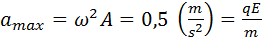 a_max = ω²A = 0,5 (m/s²) = qE/m